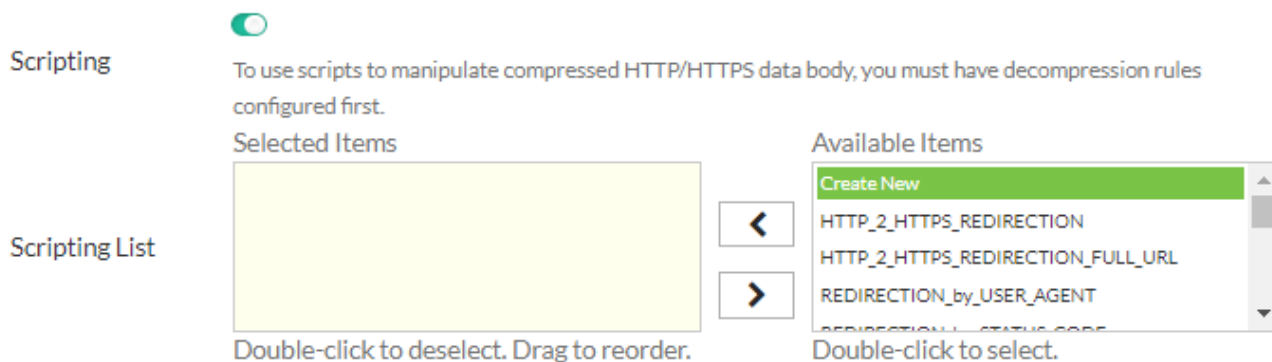 Scripting
To use scripts to manipulate compressed HTTP/HTTPS data body, you must have decompression rules
configured first.
Selected Items
Available Items
Create New
HTTP_2_HTTPS_REDIRECTION
HTTP_2_HTTPS_REDIRECTION_FULL_URL
Scripting List
REDIRECTION_by_USER_AGENT
REDIRECTION_by_STATUS_CODE
Double-click to deselect. Drag to reorder.
Double-click to select.